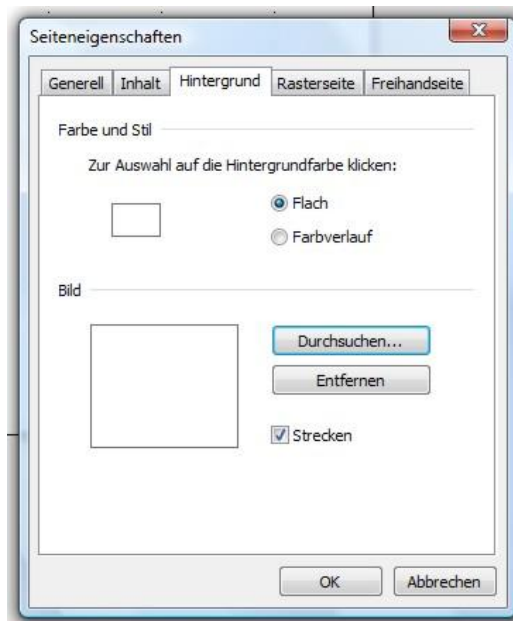 Seiteneigenschaften
Generell Inhalt Hintergrund Rasterseite Freihandseite
Farbe und Stil
Zur Auswahl auf die Hintergrundfarbe klicken:
Flach
Farbverlauf
Bild
Durchsuchen...
Entfernen
Strecken
OK Abbrechen